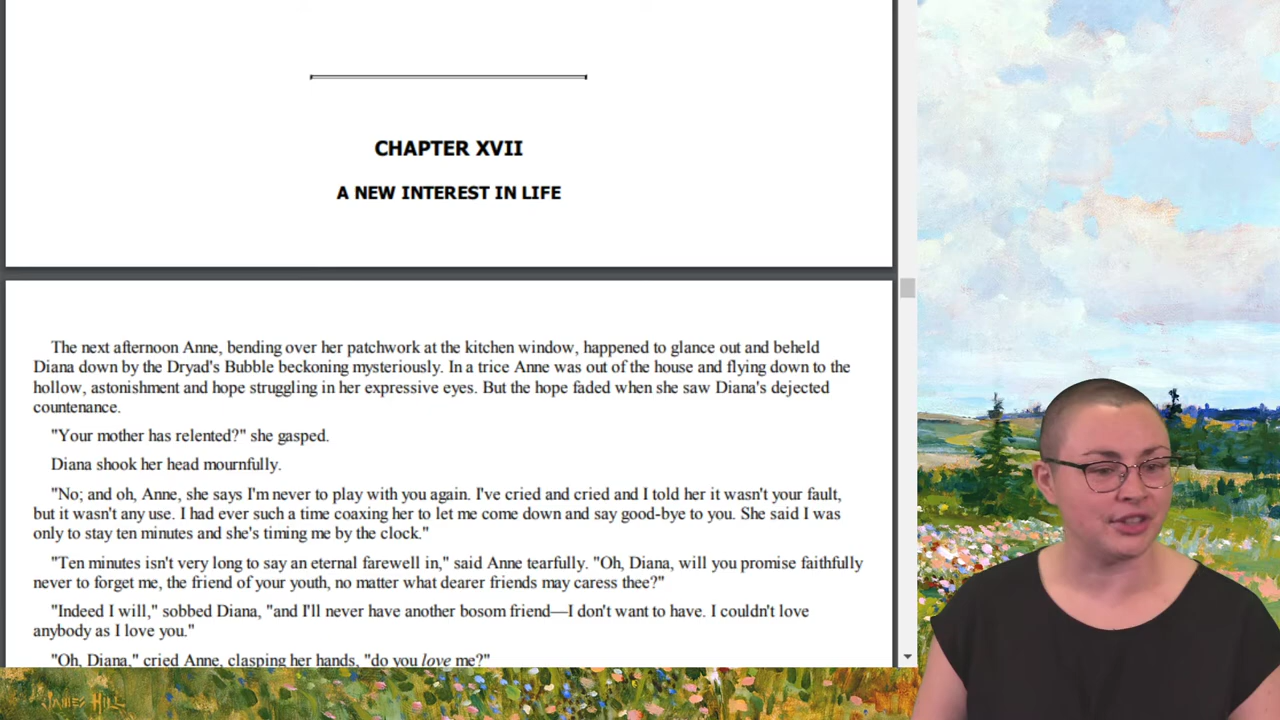 CHAPTER XVII
A NEW INTEREST IN LIFE
The next afternoon Anne, bending over her patchwork at the kitchen window, happened to glance out and beheld
Diana down by the Dryad's Bubble beckoning mysteriously. In a trice Anne was out of the house and flying down to the
hollow, astonishment and hope struggling in her expressive eyes. But the hope faded when she saw Diana's dejected
countenance.
"Your mother has relented?" she gasped.
Diana shook her head mournfully.
"No; and oh, Anne, she says I'm never to play with you again. I've cried and cried and I told her it wasn't your fault,
but it wasn't any use. I had ever such a time coaxing her to let me come down and say good-bye to you. She said I was
only to stay ten minutes and she's timing me by the clock."
"Ten minutes isn't very long to say an eternal farewell in," said Anne tearfully. "Oh, Diana, will you promise faithfully
never to forget me, the friend of your youth, no matter what dearer friends may caress thee?"
"Indeed I will," sobbed Diana, "and I'll never have another bosom friend—I don't want to have. I couldn't love
anybody as I love you."
"Oh, Diana," cried Anne, clasping her hands, "do you love me?"
JAMES HILL